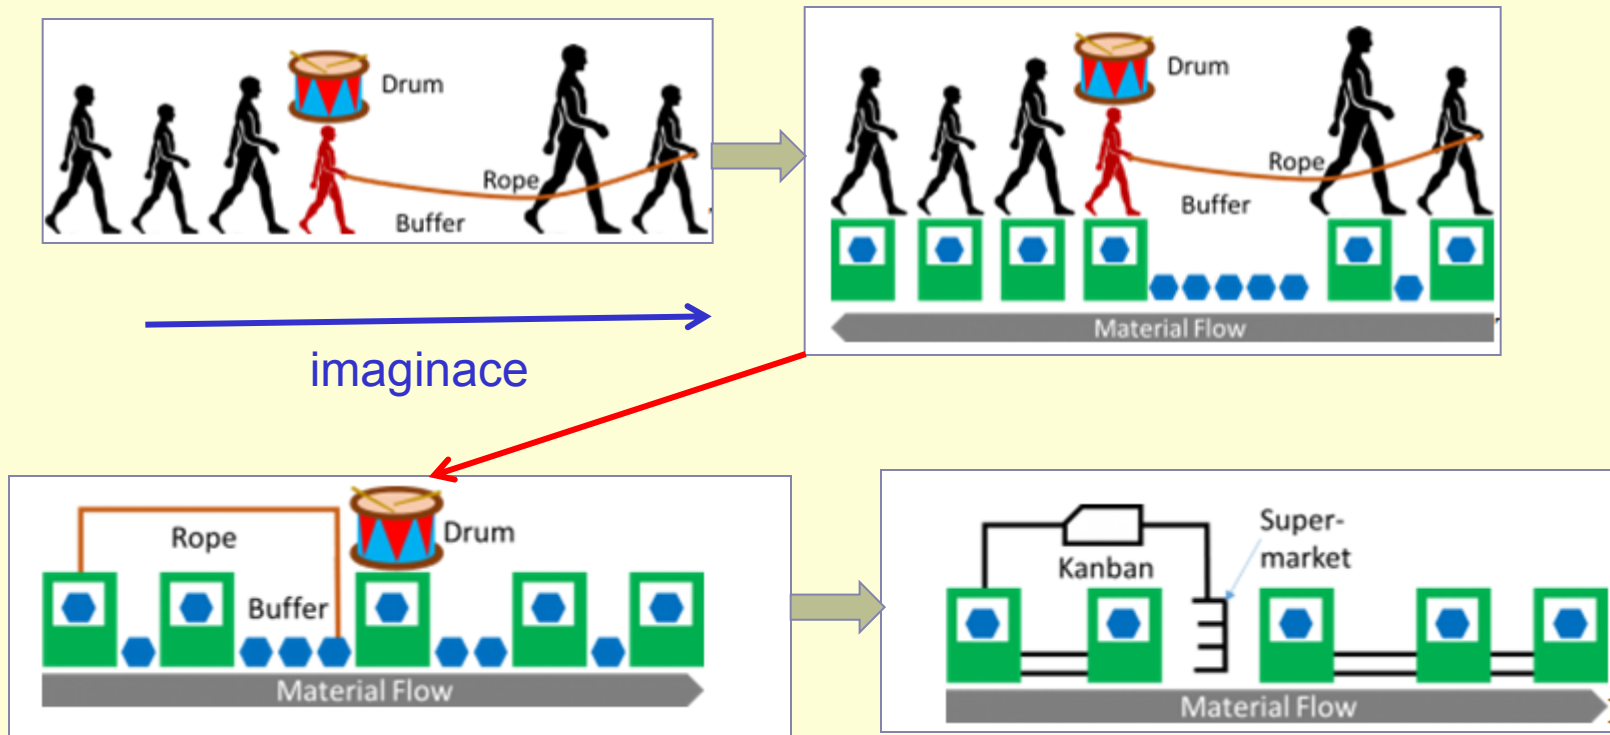 Drum
Rope
Buffer
Drum
Rope
Buffer
Material Flow
imaginace
Rope
Drum
Buffer
Material Flow
Super-
market
Kanban
Material Flow